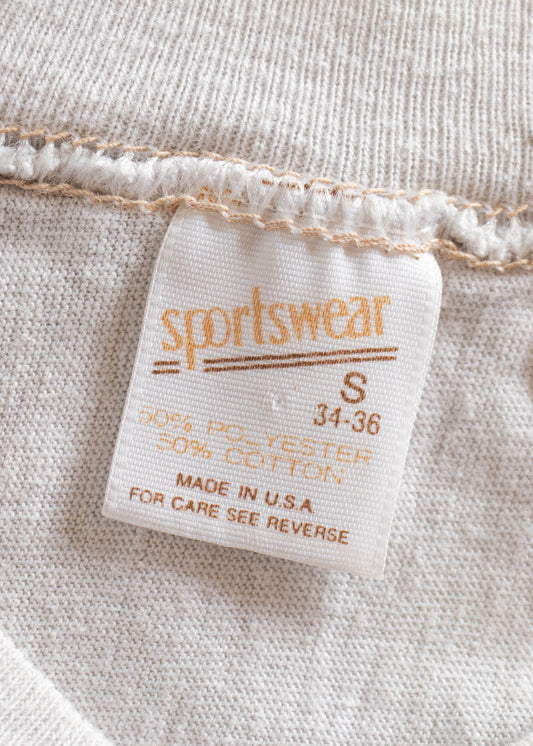 sportswear
S
34-36
50% POLYESTER
50% COTTON
MADE IN U.S.A.
FOR CARE SEE REVERSE